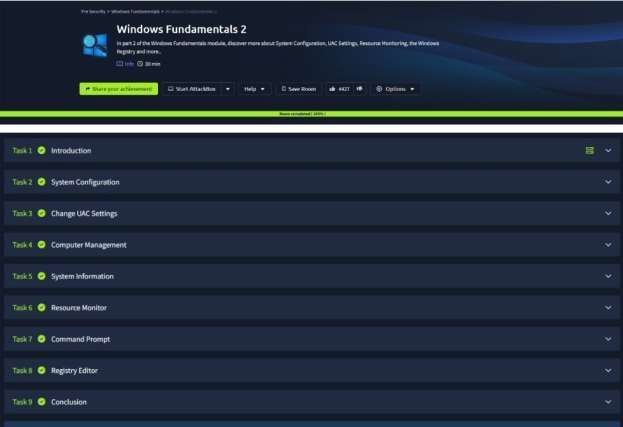 Pre Security > Windows Fundamentals > Windows Fundamentals 2
Windows Fundamentals 2
In part 2 of the Windows Fundamentals module, discover more about System Configuration, UAC Settings, Resource Monitoring, the Windows
Registry and more..
Info 30 min
Share your achievement Start AttackBox Help Save Room 4421 Options
Room completed ( 100% )
Task 1 Introduction
Task 2 System Configuration
Task 3 Change UAC Settings
Task 4 Computer Management
Task 5 System Information
Task 6 Resource Monitor
Task 7 Command Prompt
Task 8 Registry Editor
Task 9 Conclusion